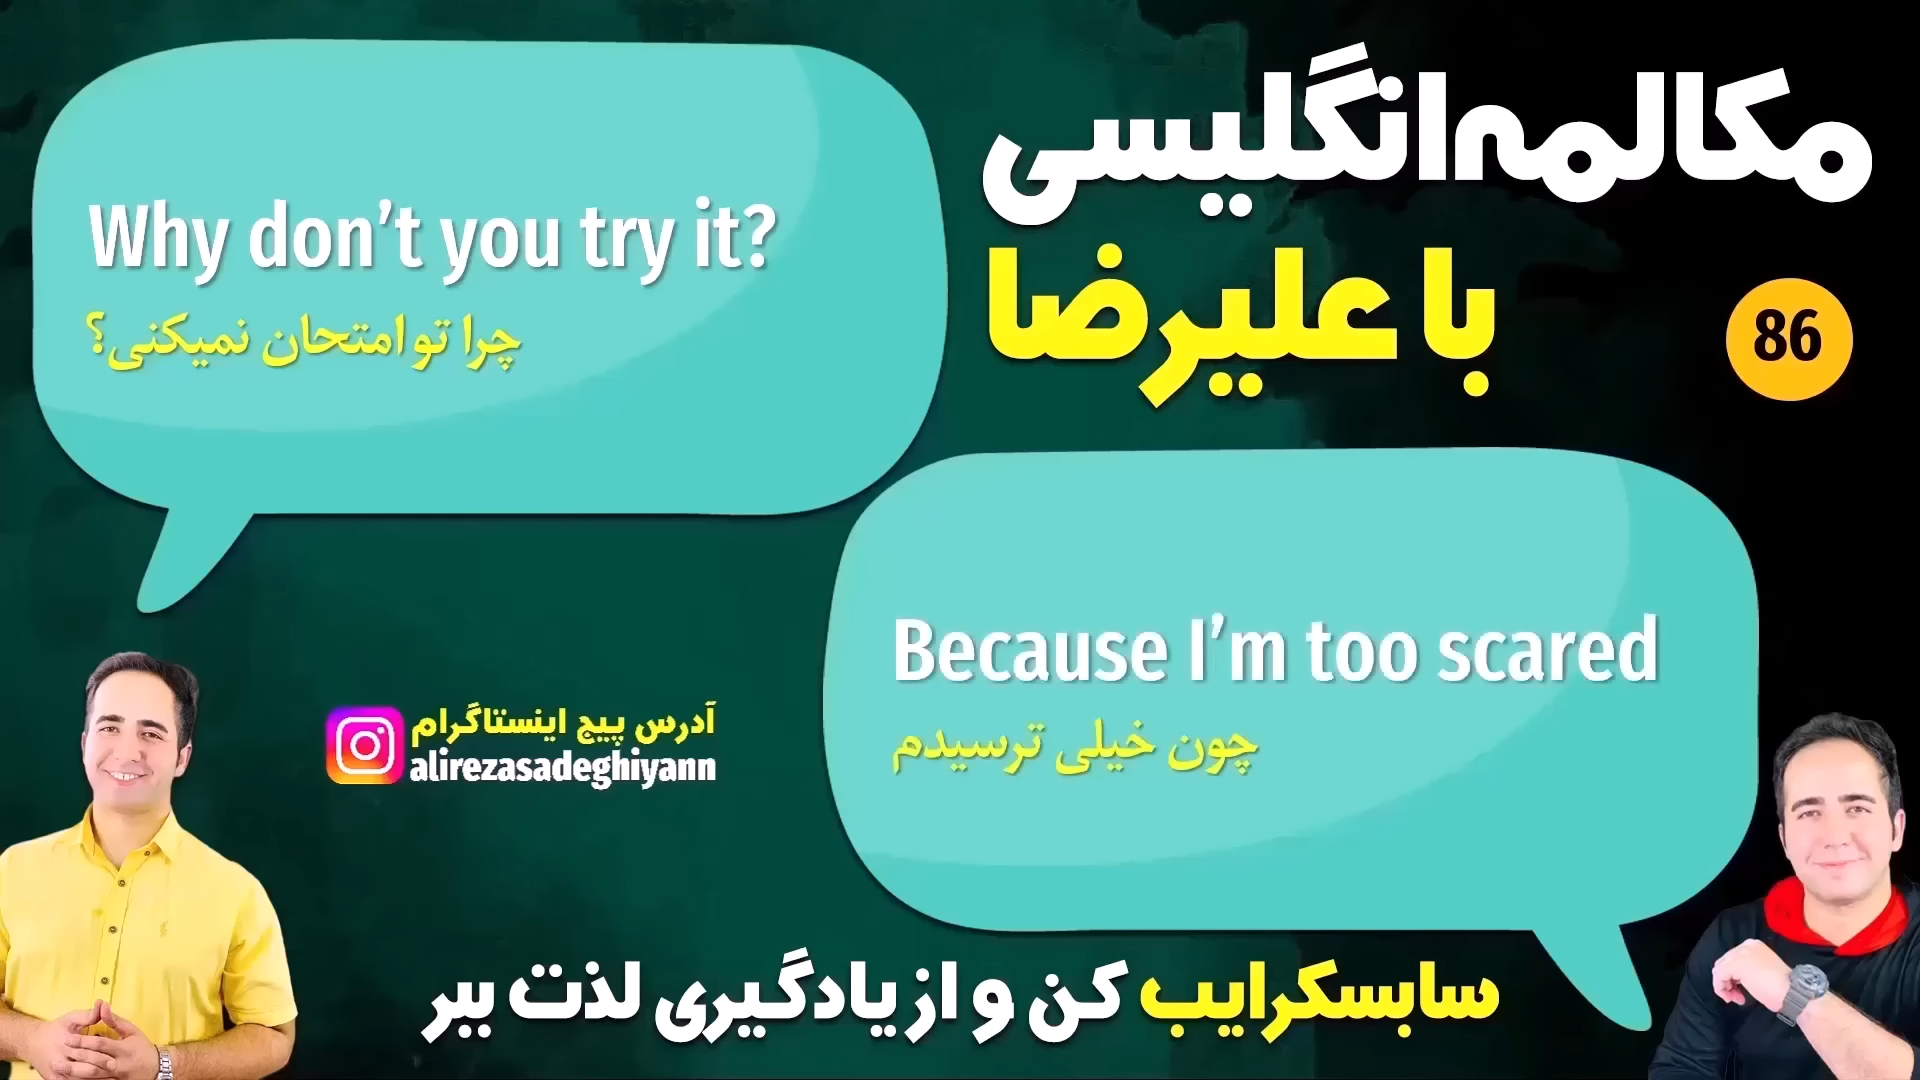 مکالمه انگلیسی
با علیرضا
86
Why don't you try it?
چرا تو امتحان نمیکنی؟
Because I'm too scared
چون خیلی ترسیدم
آدرس پیج اینستاگرام
alirezasadeghiyann
سابسکرایب کن و از یادگیری لذت ببر